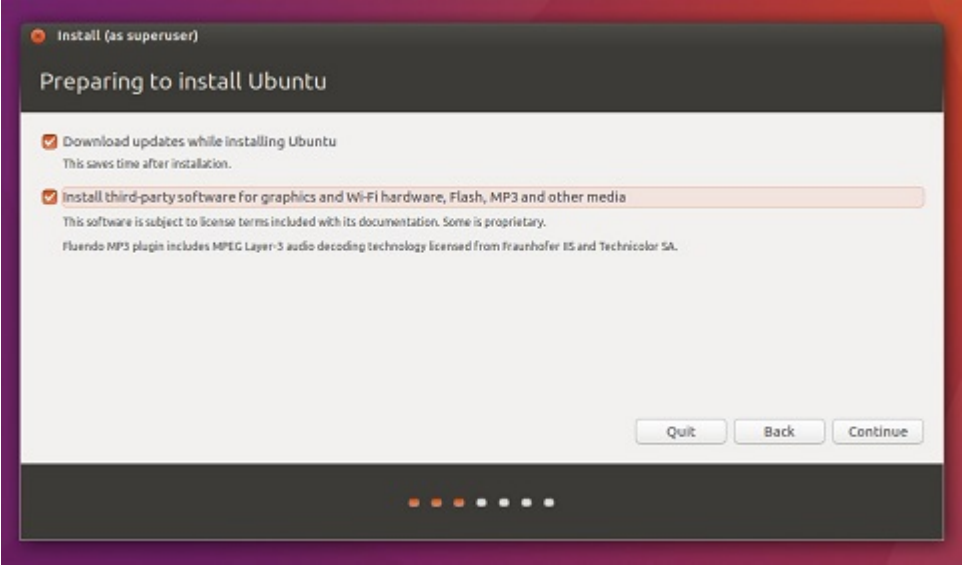 Install (as superuser)
Preparing to install Ubuntu
Download updates while installing Ubuntu
This saves time after installation.
Install third-party software for graphics and Wi-Fi hardware, Flash, MP3 and other media
This software is subject to license terms included with its documentation. Some is proprietary.
Fluendo MP3 plugin includes MPEG Layer-3 audio decoding technology licensed from Fraunhofer IIS and Technicolor SA.
Quit Back Continue